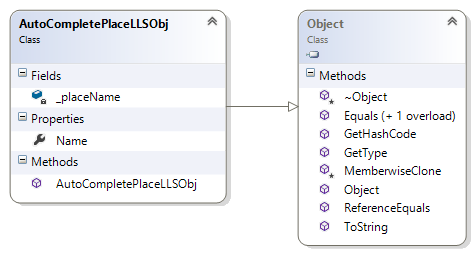 AutoCompletePlaceLLSObj
Class
Fields
_placeName
Properties
Name
Methods
AutoCompletePlaceLLSObj
Object
Class
Methods
~Object
Equals (+ 1 overload)
GetHashCode
GetType
MemberwiseClone
Object
ReferenceEquals
ToString